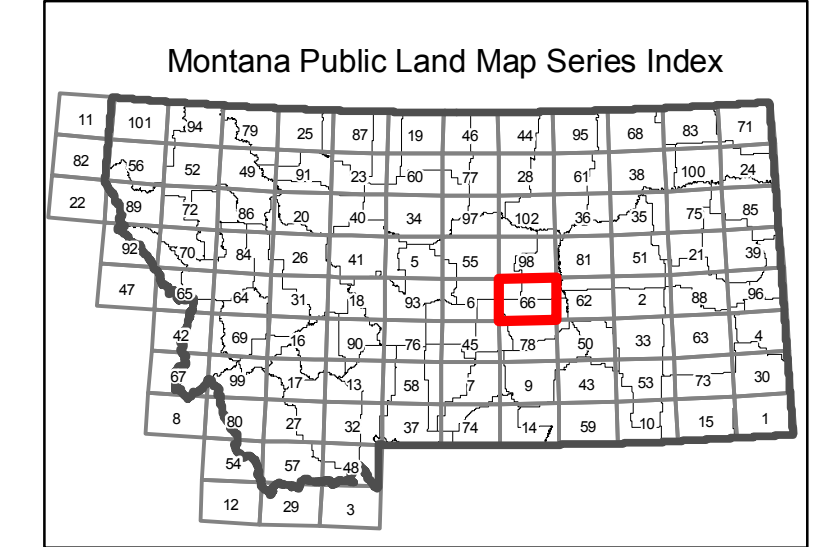 Montana Public Land Map Series Index
11 101 94 79 25 87 19 46 44 95 68 83 71
82 56 52 49 91 23 60 77 28 61 38 100 24
22 89 72 86 20 40 34 97 102 36 35 75 85
92 70 84 26 41 5 55 98 81 51 21 39
47 65 64 31 18 93 6 66 62 2 88 96
42 69 16 90 76 45 78 50 33 63 4
67 99 17 13 58 7 9 43 53 73 30
8 80 27 32 37 74 14 59 10 15 1
54 57 48
12 29 3